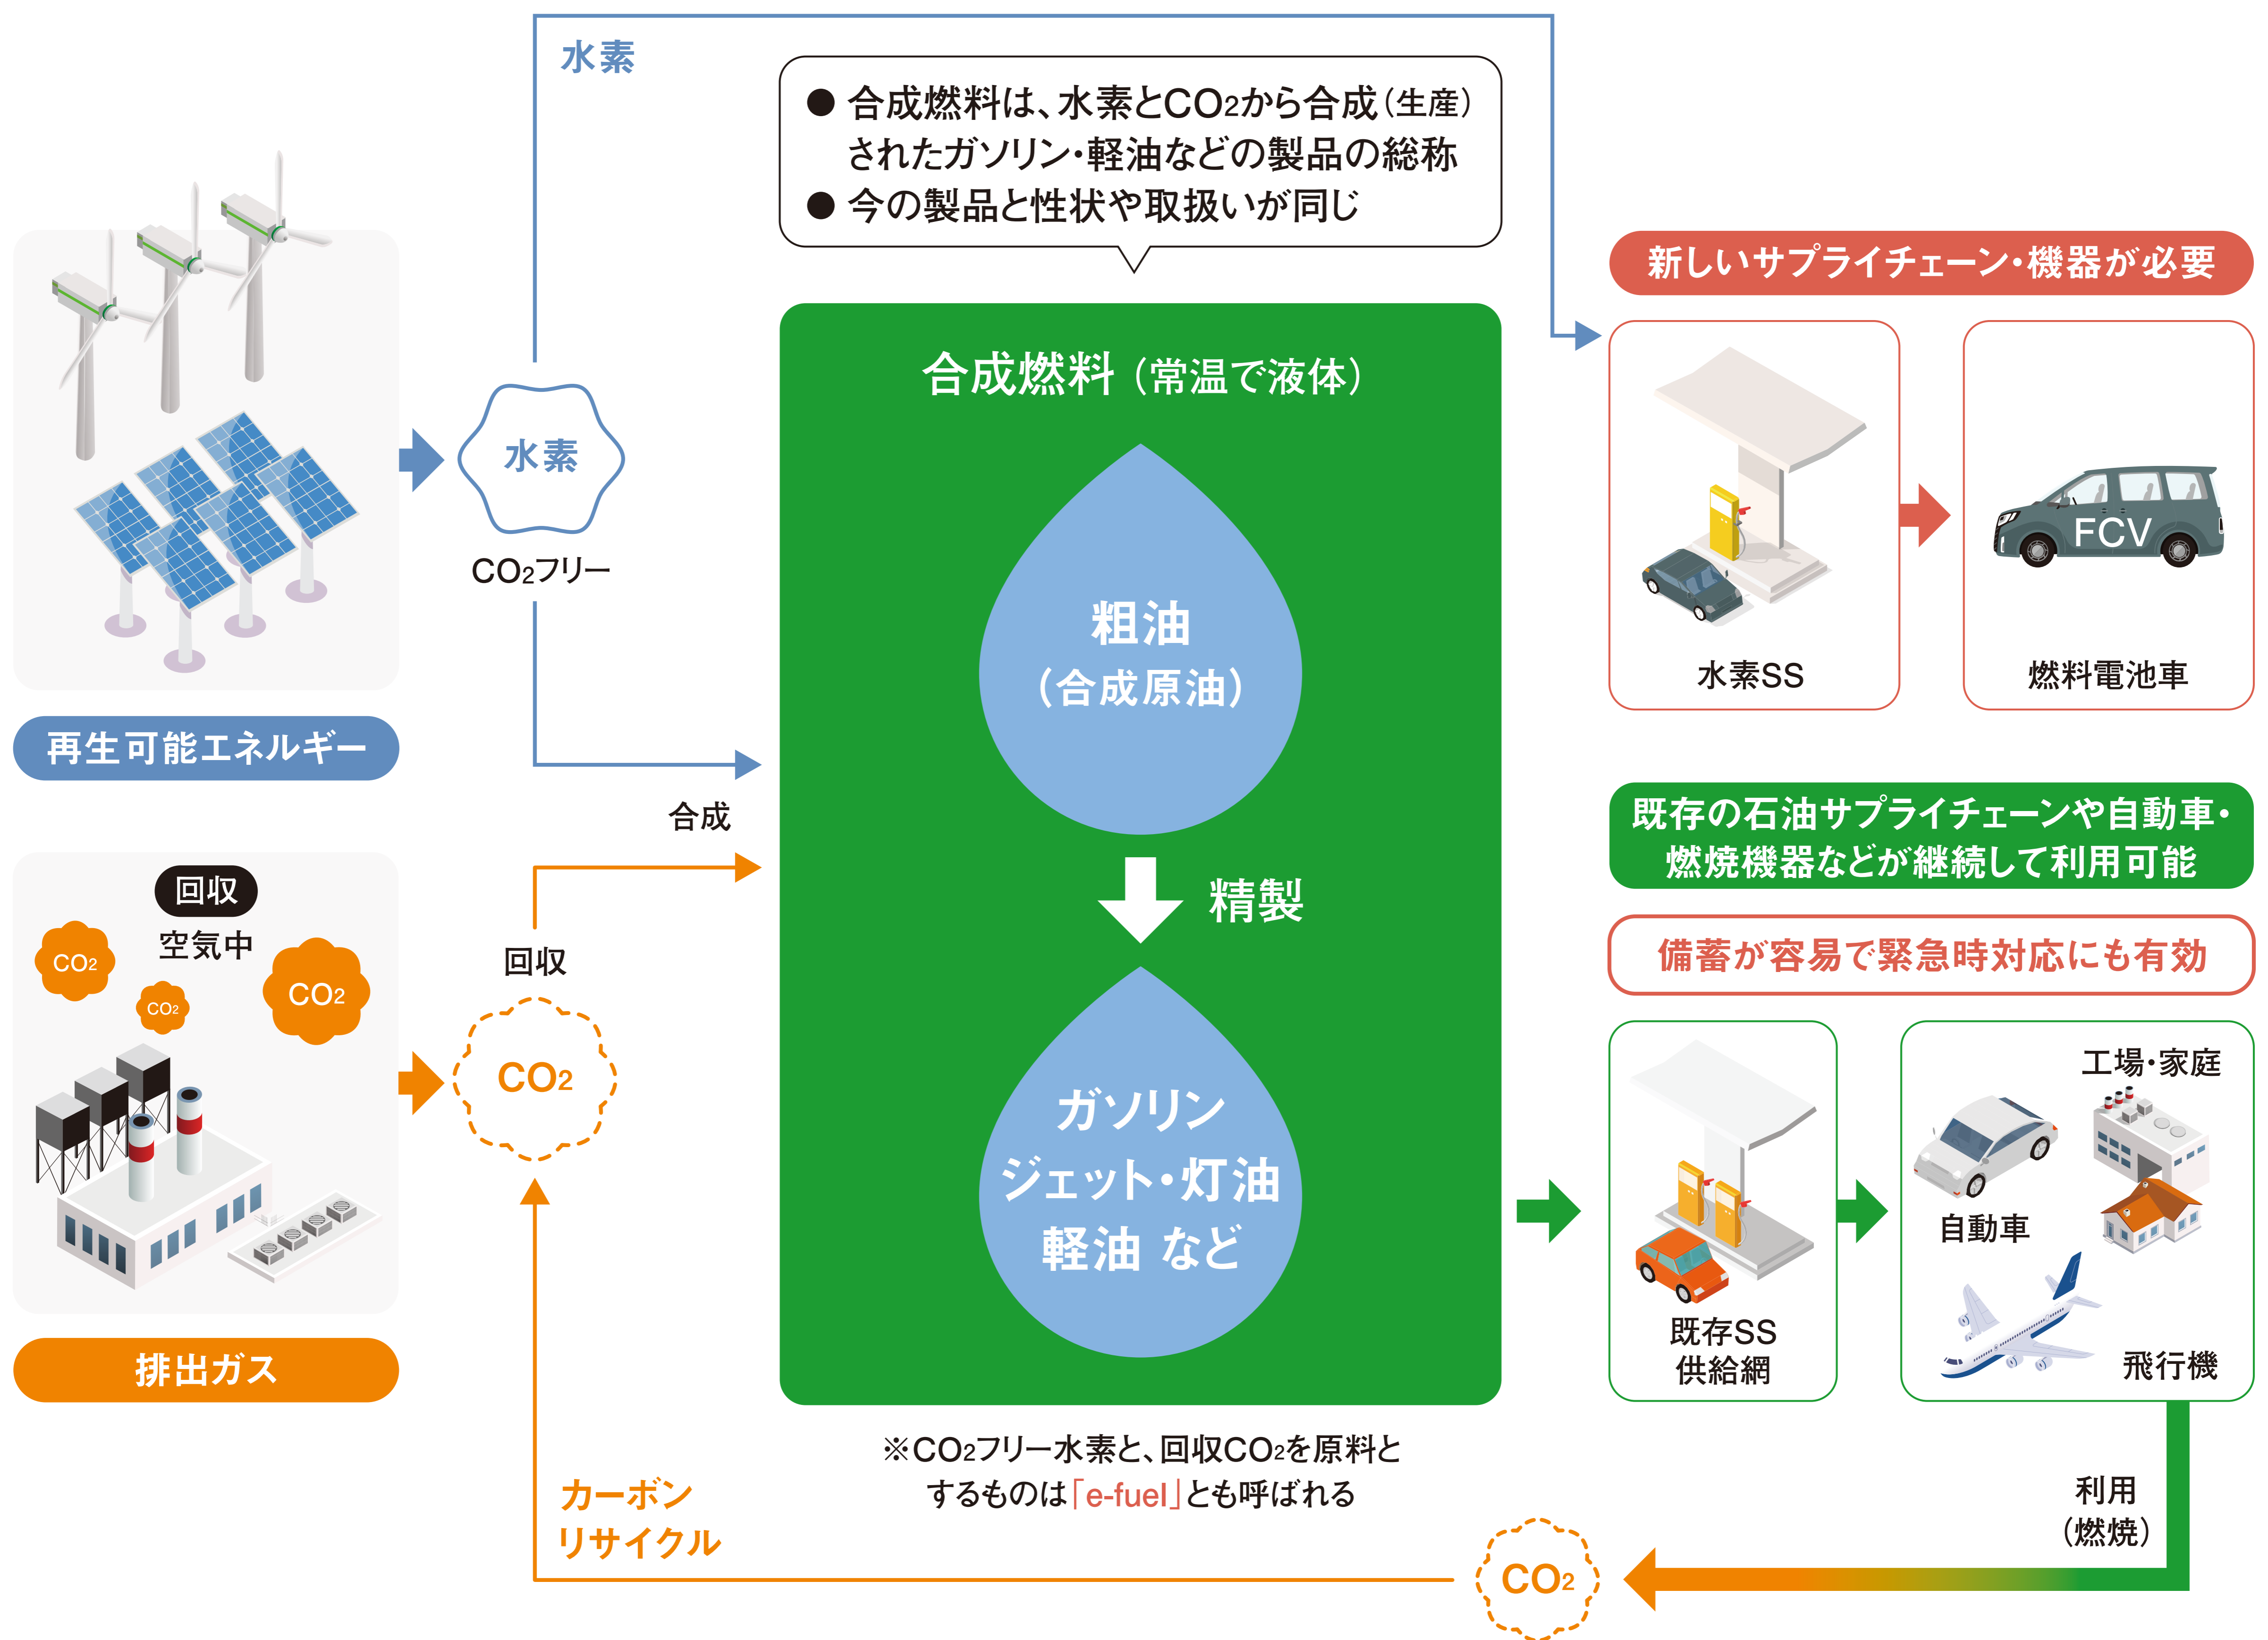 水素
● 合成燃料は、水素とCO2から合成（生産）
されたガソリン・軽油などの製品の総称
● 今の製品と性状や取扱いが同じ
再生可能エネルギー
水素
CO2フリー
合成
回収
空気中
CO2
CO2
CO2
排出ガス
回収
CO2
カーボン
リサイクル
合成燃料（常温で液体）
粗油
（合成原油）
精製
ガソリン
ジェット・灯油
軽油 など
※CO2フリー水素と、回収CO2を原料と
するものは「e-fuel」とも呼ばれる
新しいサプライチェーン・機器が必要
水素SS
FCV
燃料電池車
既存の石油サプライチェーンや自動車・
燃焼機器などが継続して利用可能
備蓄が容易で緊急時対応にも有効
既存SS
供給網
工場・家庭
自動車
飛行機
利用
（燃焼）
CO2